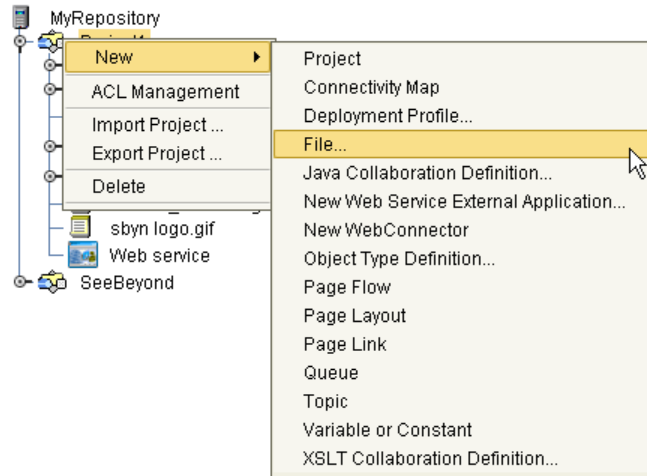 MyRepository
New
ACL Management
Import Project ...
Export Project ...
Delete
sbyn logo.gif
Web service
SeeBeyond
Project
Connectivity Map
Deployment Profile...
File...
Java Collaboration Definition...
New Web Service External Application...
New WebConnector
Object Type Definition...
Page Flow
Page Layout
Page Link
Queue
Topic
Variable or Constant
XSLT Collaboration Definition...